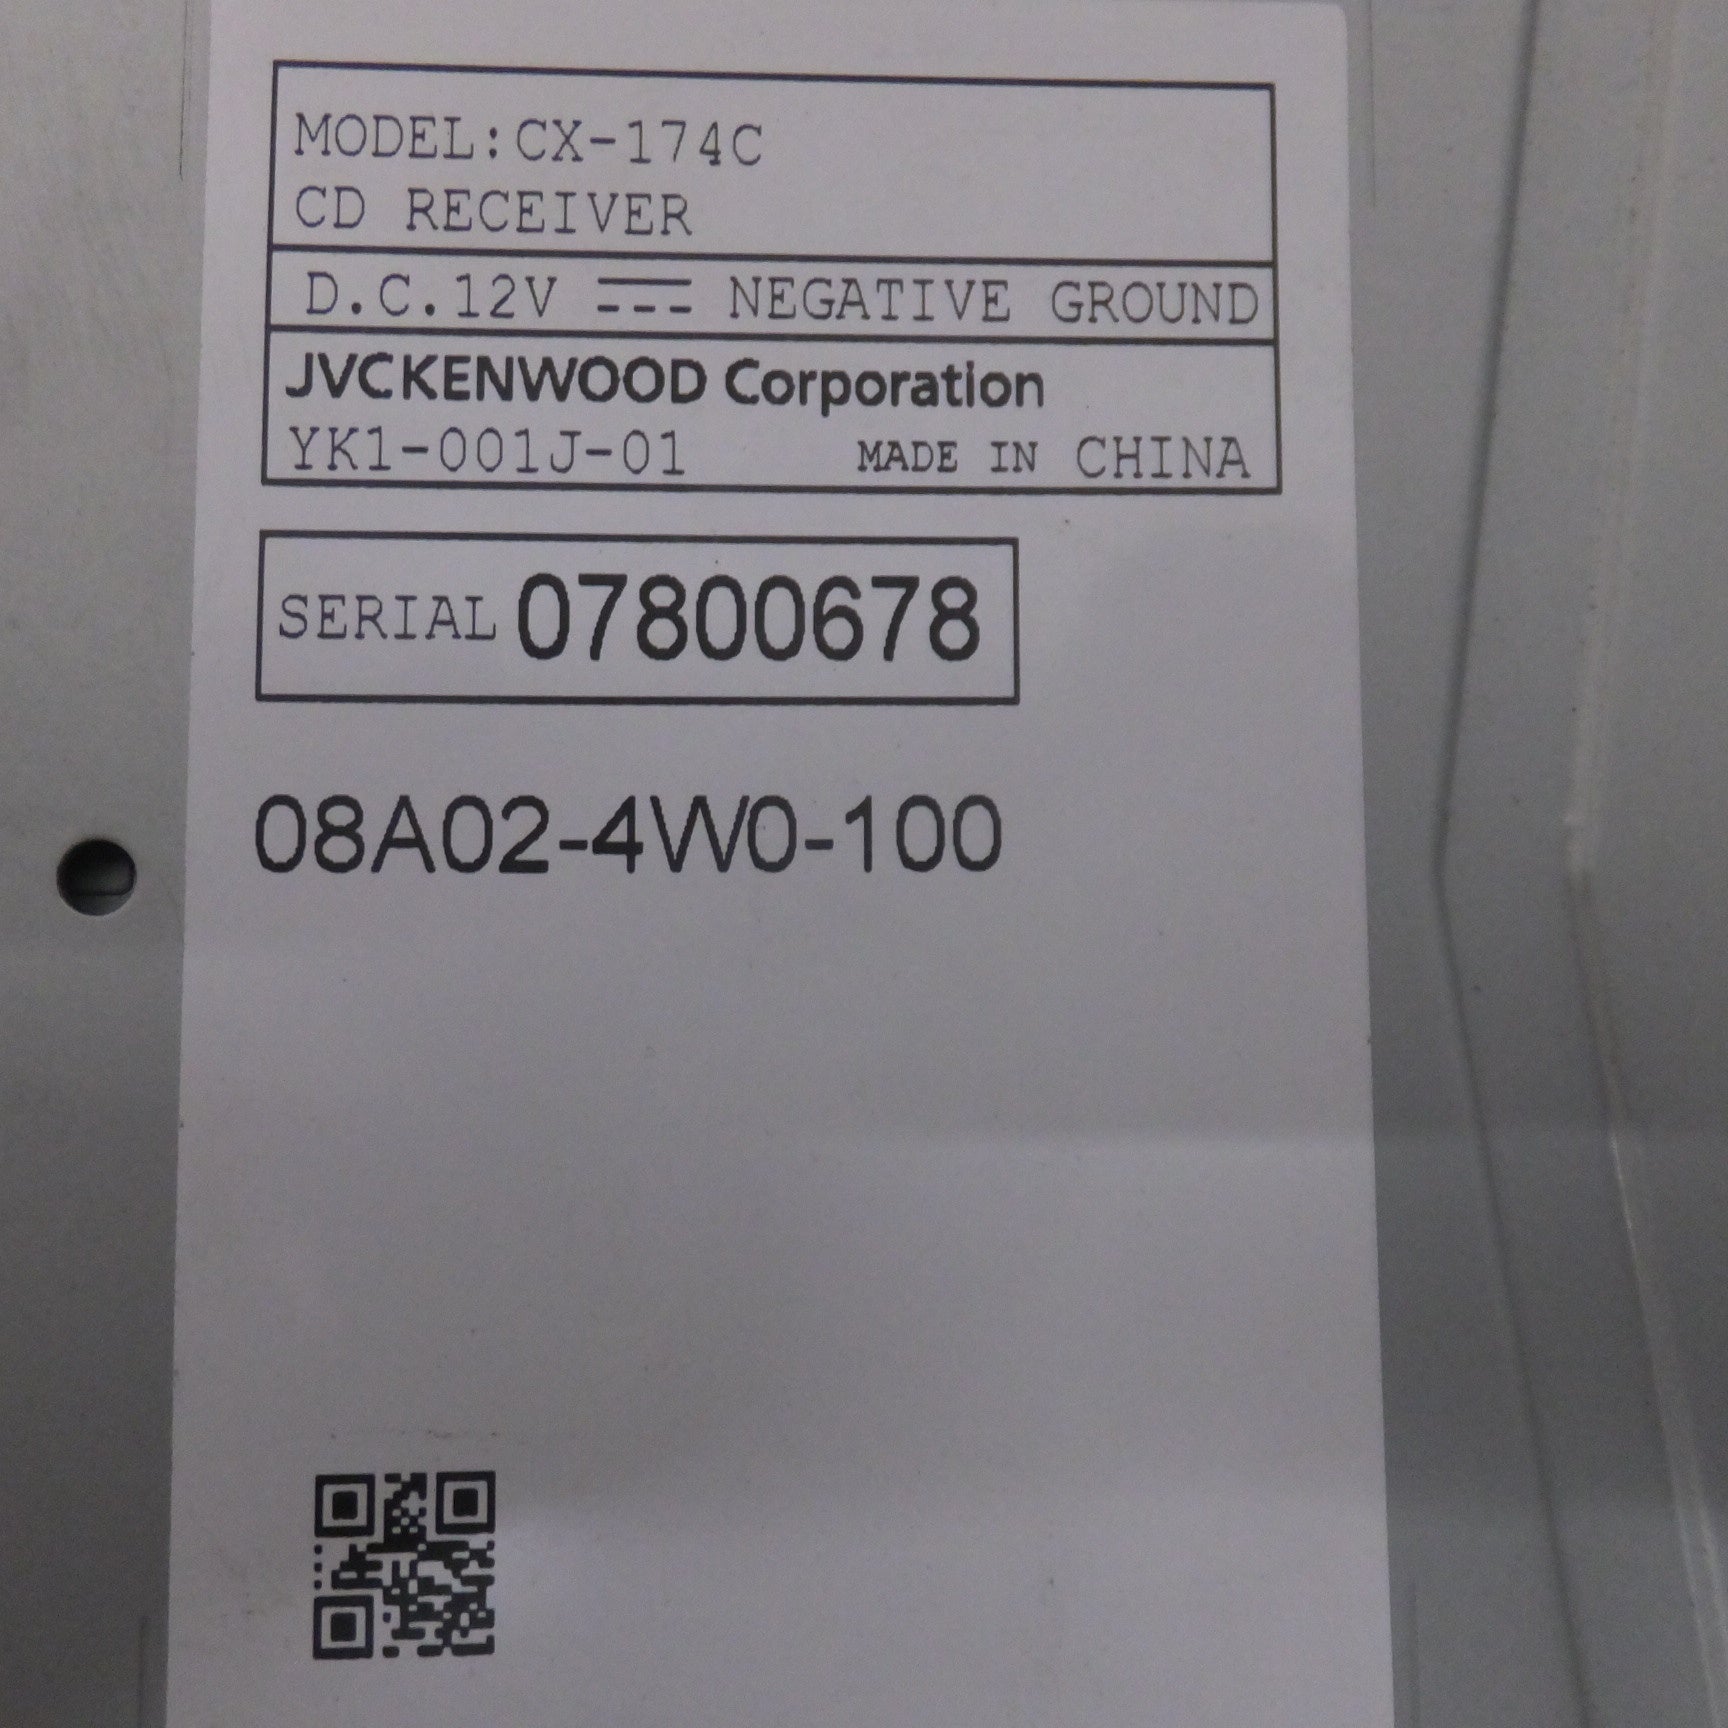 MODEL:CX-174C
CD RECEIVER
D.C.12V NEGATIVE GROUND
JVCKENWOOD Corporation
YK1-001J-01 MADE IN CHINA
SERIAL 07800678
08A02-4W0-100